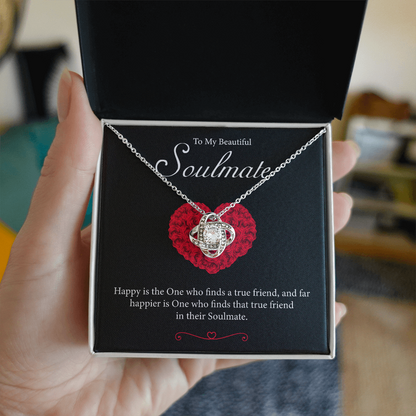 To My Beautiful
Soulmate
Happy is the One who finds a true friend, and far
happier is One who finds that true friend
in their Soulmate.